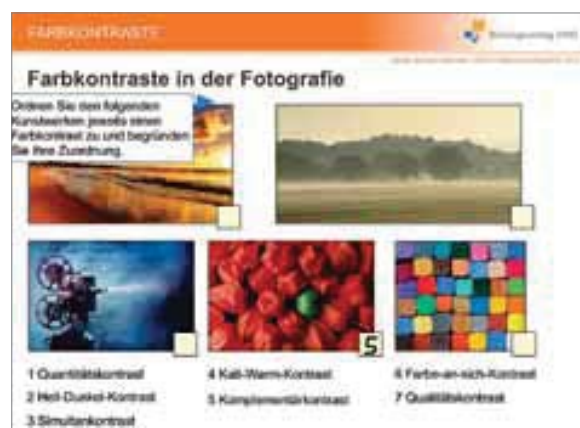 FARBKONTRASTE
Farbkontraste in der Fotografie
Ordnen Sie den folgenden
Kunstwerken jeweils einen
Farbkontrast zu und begründen
Sie Ihre Zuordnung.
5
1 Quantitätskontrast
2 Hell-Dunkel-Kontrast
3 Simultankontrast
4 Kalt-Warm-Kontrast
5 Komplementärkontrast
6 Farbe-an-sich-Kontrast
7 Qualitätskontrast